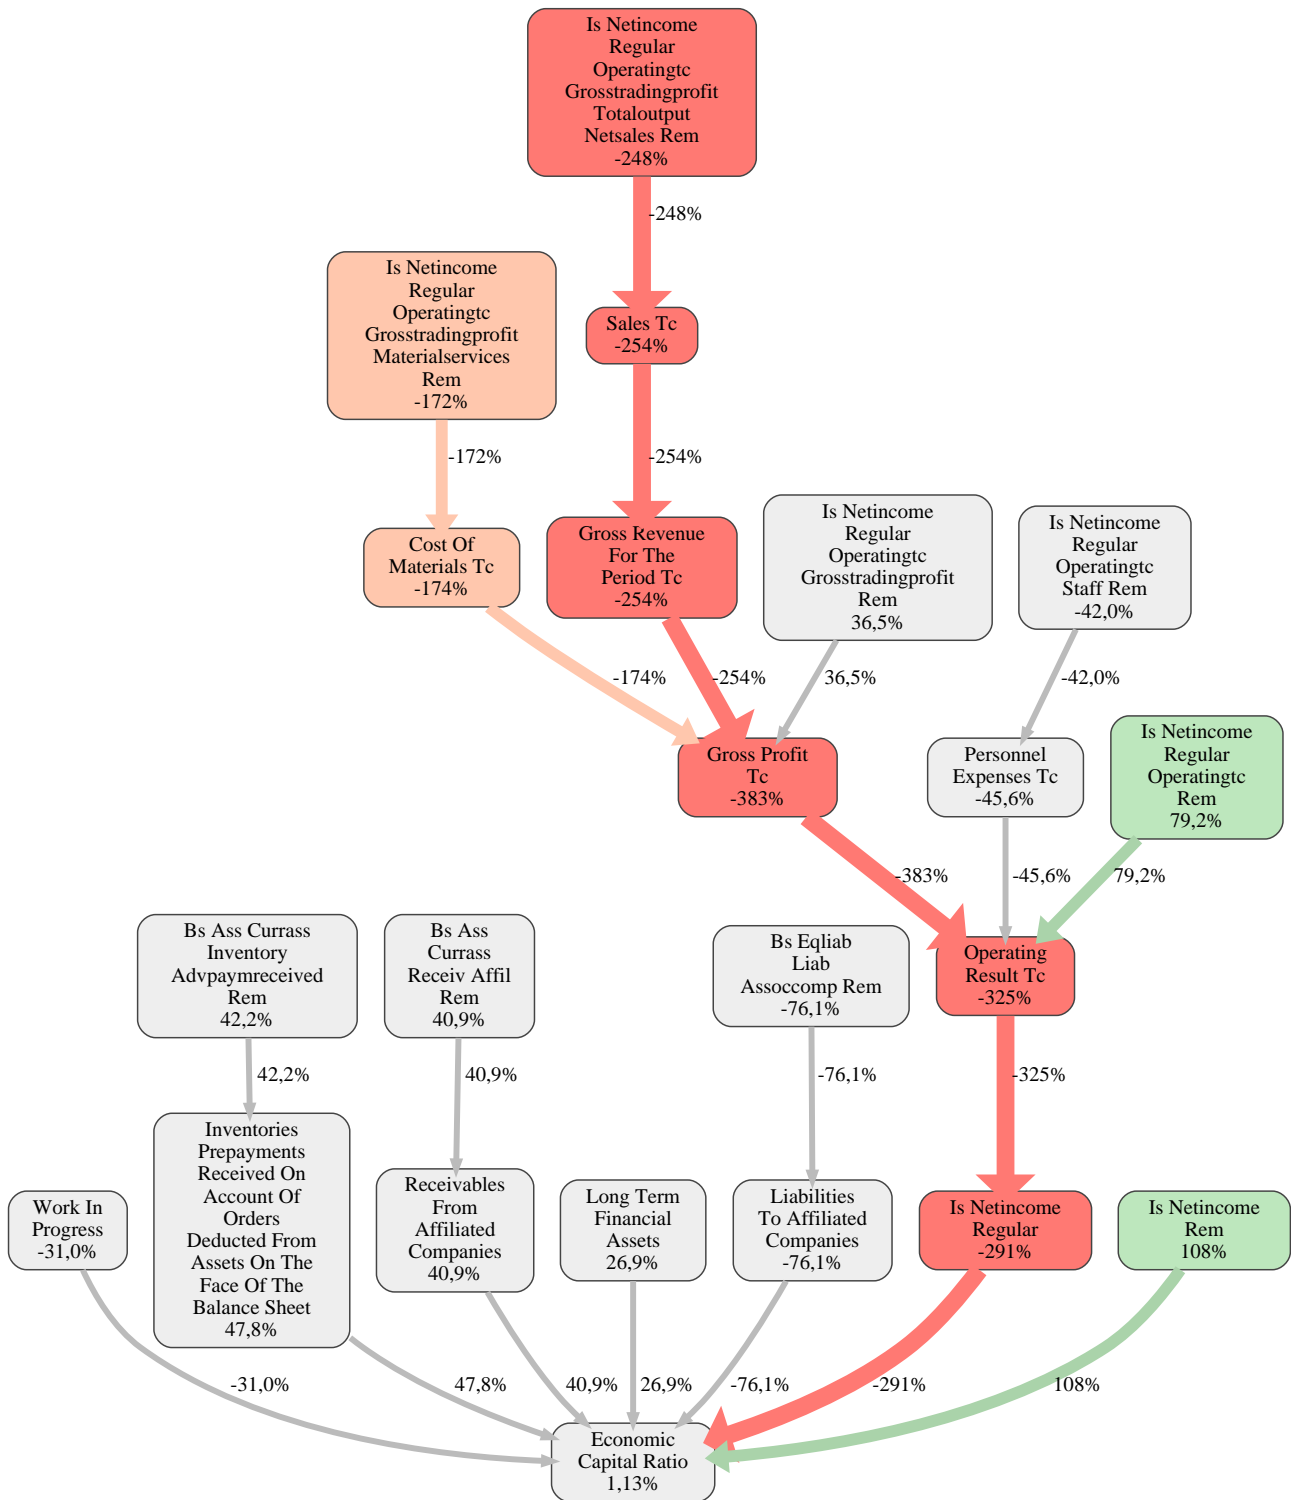 Is Netincome
Regular
Operatingtc
Grosstradingprofit
Totaloutput
Netsales Rem
-248%
-248%
Is Netincome
Regular
Operatingtc
Grosstradingprofit
Materialservices
Rem
-172%
Sales Tc
-254%
-172%
-254%
Cost Of
Materials Tc
-174%
Gross Revenue
For The
Period Tc
-254%
Is Netincome
Regular
Operatingtc
Grosstradingprofit
Rem
36,5%
Is Netincome
Regular
Operatingtc
Staff Rem
-42,0%
-174%
-254%
36,5%
-42,0%
Gross Profit
Tc
-383%
Personnel
Expenses Tc
-45,6%
Is Netincome
Regular
Operatingtc
Rem
79,2%
-383%
-45,6%
79,2%
Bs Ass Currass
Inventory
Advpaymreceived
Rem
42,2%
Bs Ass
Currass
Receiv Affil
Rem
40,9%
Bs Eqliab
Liab
Assoccomp Rem
-76,1%
Operating
Result Tc
-325%
42,2%
40,9%
-76,1%
-325%
Work In
Progress
-31,0%
Inventories
Prepayments
Received On
Account Of
Orders
Deducted From
Assets On The
Face Of The
Balance Sheet
47,8%
Receivables
From
Affiliated
Companies
40,9%
Long Term
Financial
Assets
26,9%
Liabilities
To Affiliated
Companies
-76,1%
Is Netincome
Regular
-291%
Is Netincome
Rem
108%
-31,0%
47,8%
40,9%
26,9%
-76,1%
-291%
108%
Economic
Capital Ratio
1,13%